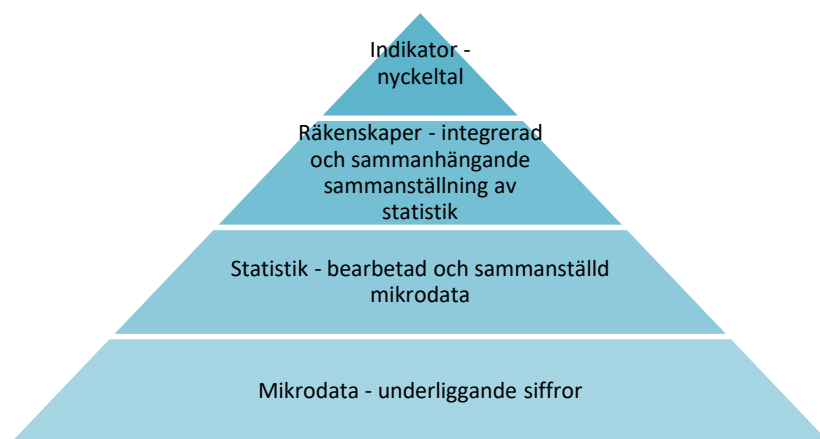 Indikator -
nyckeltal
Räkenskaper - integrerad
och sammanhängande
sammanställning av
statistik
Statistik - bearbetad och sammanställd
mikrodata
Mikrodata - underliggande siffror